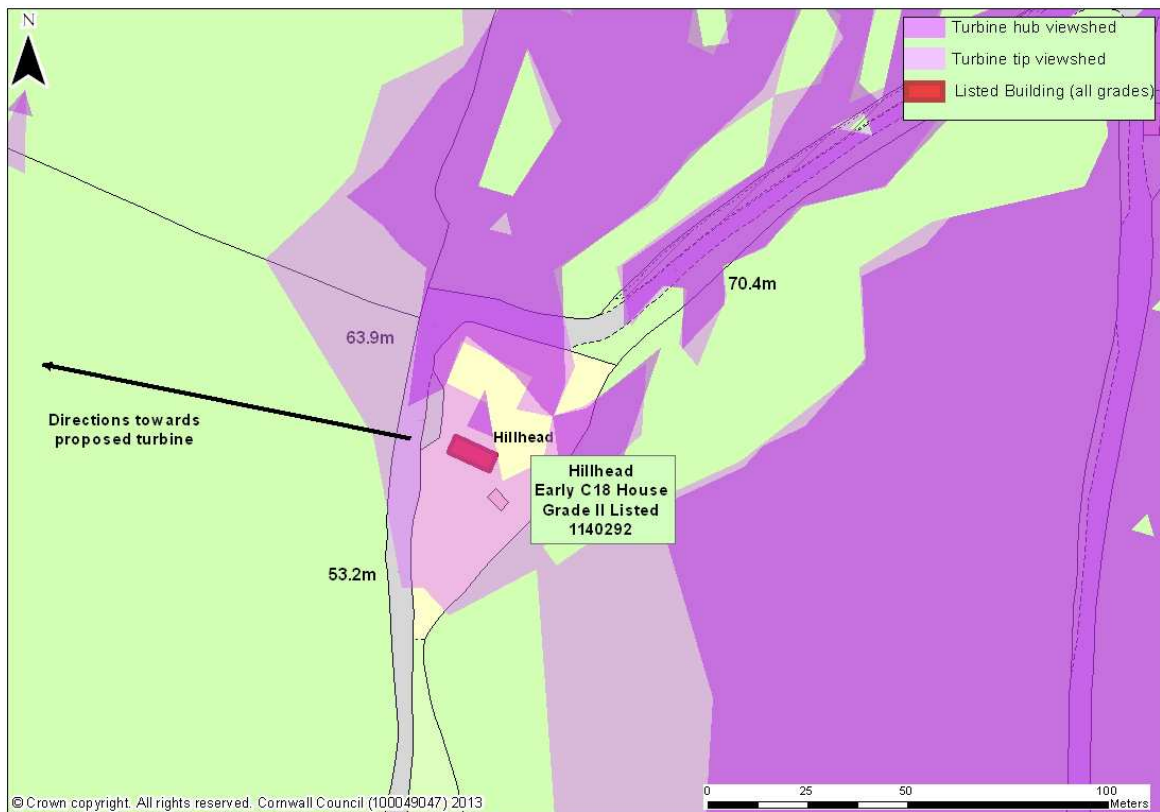 N
Turbine hub viewshed
Turbine tip viewshed
Listed Building (all grades)
70.4m
63.9m
Directions towards
proposed turbine
Hillhead
Hillhead
Early C18 House
Grade II Listed
1140292
53.2m
0 50 100
Meters
© Crown copyright. All rights reserved. Cornwall Council (100049047) 2013